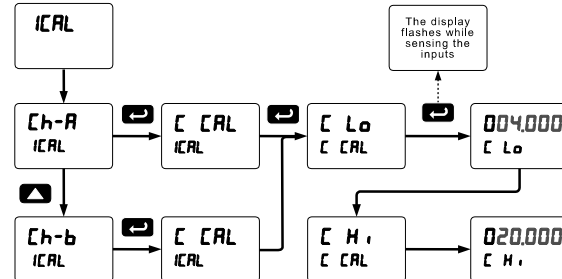 ICAL
The display
flashes while
sensing the
inputs
Ch-A
ICAL
C CAL
ICAL
C Lo
C CAL
004.000
C Lo
Ch-b
ICAL
C CAL
ICAL
C Hi
C CAL
020.000
C Hi